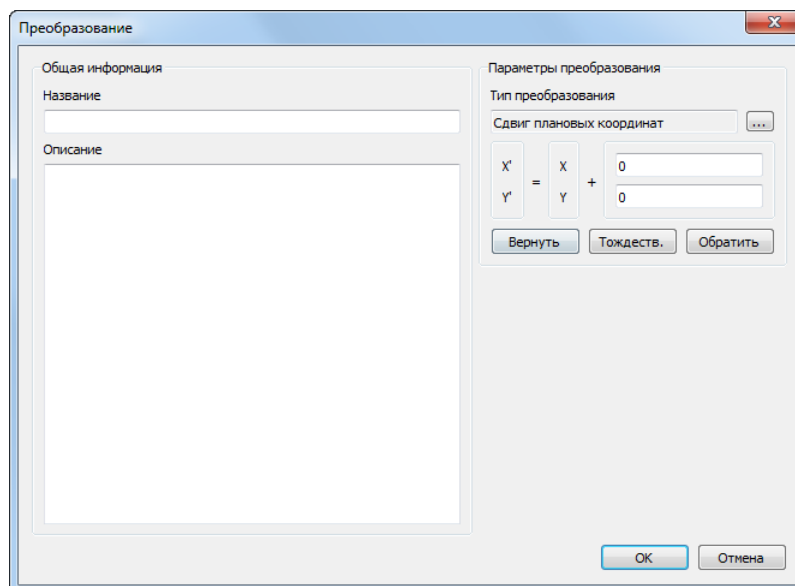 Преобразование
Общая информация
Название
Описание
Параметры преобразования
Тип преобразования
Сдвиг плановых координат ...
X' X 0
= +
Y' Y 0
Вернуть Тождеств. Обратить
OK Отмена